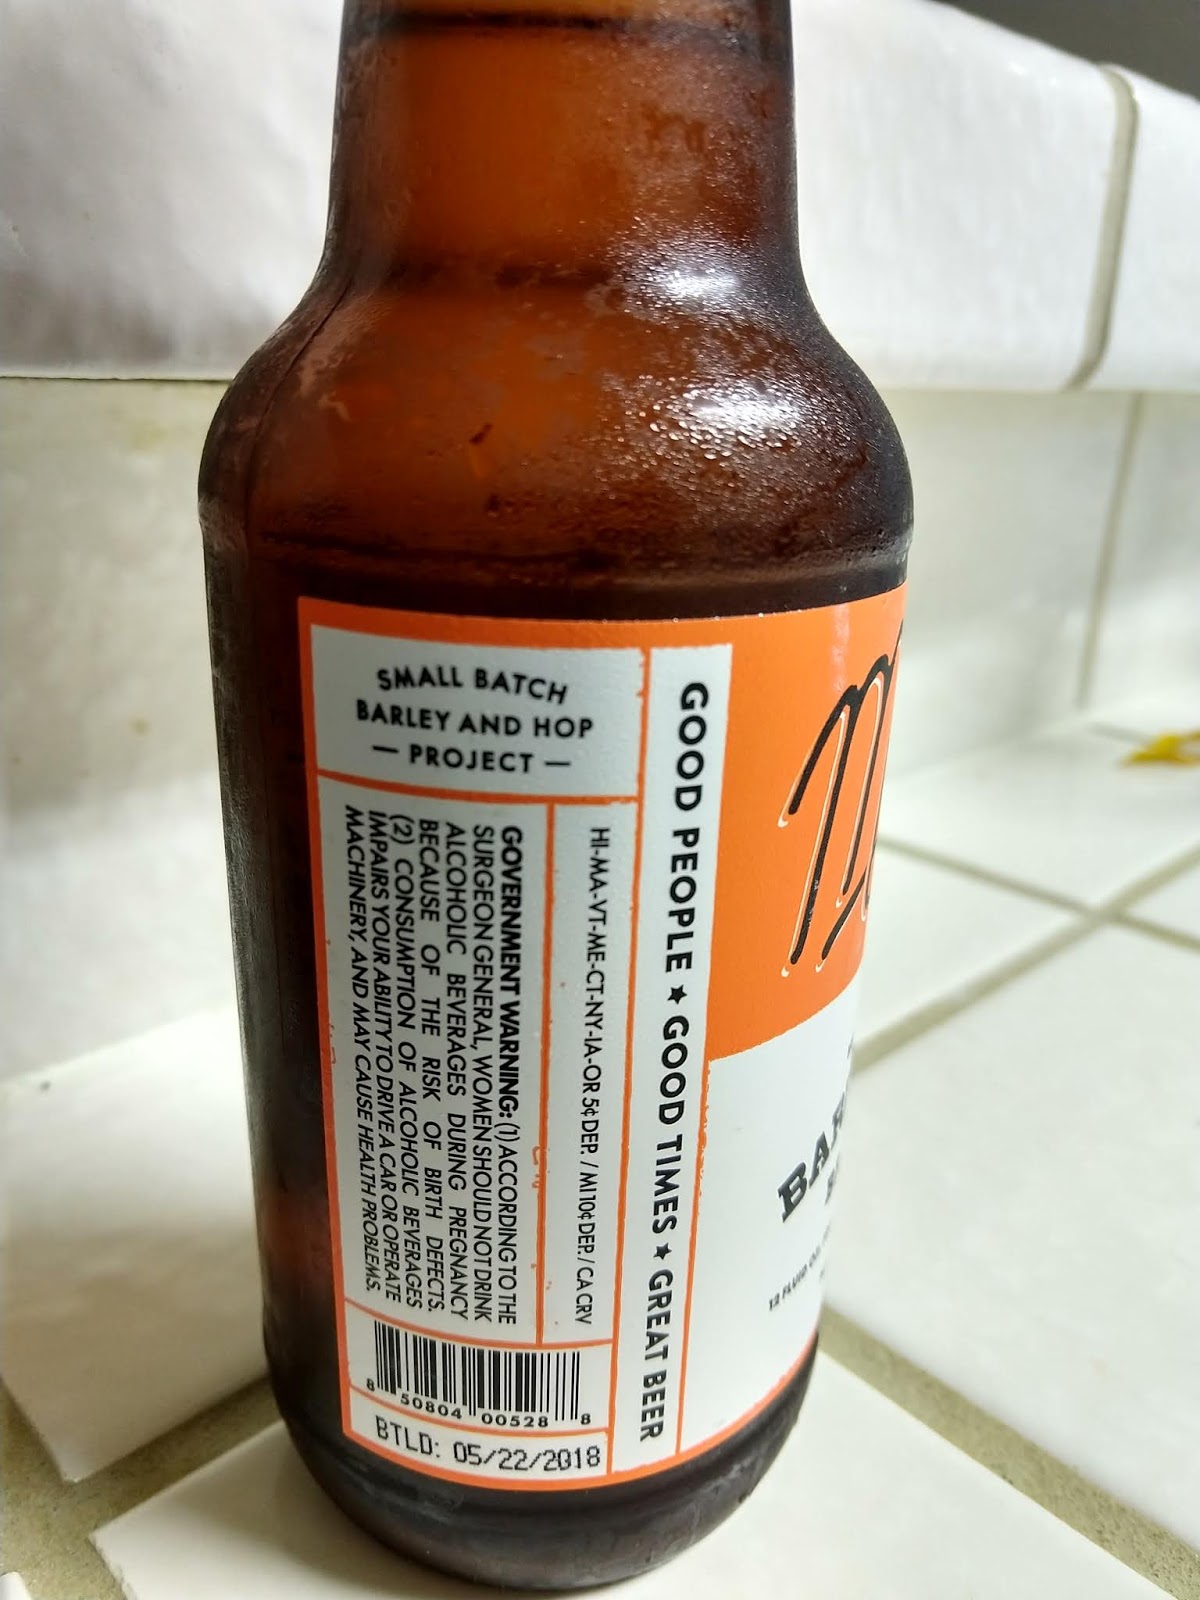 SMALL BATCH
BARLEY AND HOP
— PROJECT —
GOVERNMENT WARNING: (1) ACCORDING TO THE
SURGEON GENERAL, WOMEN SHOULD NOT DRINK
ALCOHOLIC BEVERAGES DURING PREGNANCY
BECAUSE OF THE RISK OF BIRTH DEFECTS.
(2) CONSUMPTION OF ALCOHOLIC BEVERAGES
IMPAIRS YOUR ABILITY TO DRIVE A CAR OR OPERATE
MACHINERY, AND MAY CAUSE HEALTH PROBLEMS.
HI-MA-VT-ME-CT-NY-IA-OR 5¢ DEP. / MI 10¢ DEP. / CA CRV
8 50804 00528 8
BTLD: 05/22/2018
GOOD PEOPLE ★ GOOD TIMES ★ GREAT BEER
12 FLUID